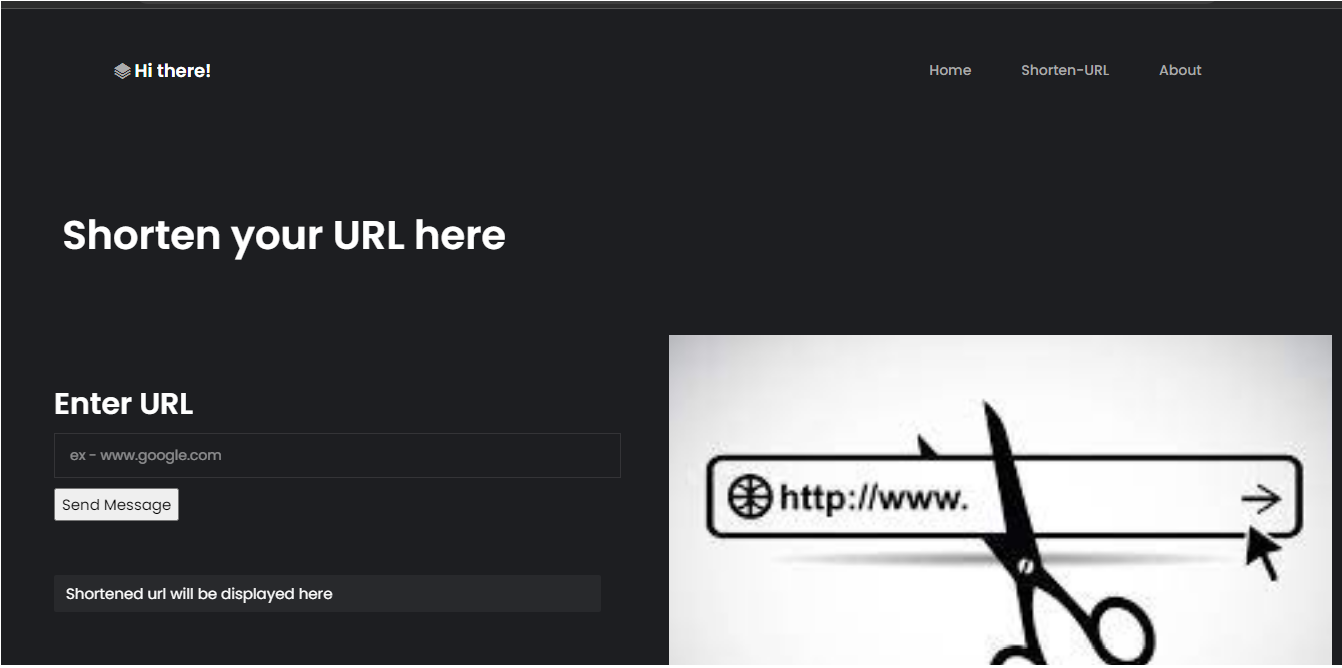 Hi there!
Home
Shorten-URL
About
Shorten your URL here
Enter URL
ex - www.google.com
Send Message
Shortened url will be displayed here
http://www.